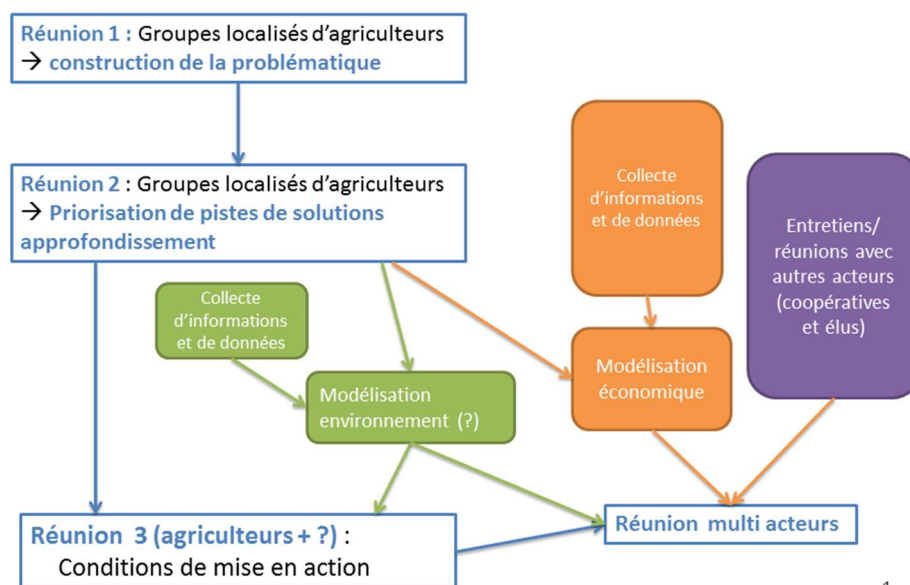 Réunion 1 : Groupes localisés d'agriculteurs
→ construction de la problématique
Réunion 2 : Groupes localisés d'agriculteurs
→ Priorisation de pistes de solutions
approfondissement
Collecte
d'informations
et de données
Entretiens/
réunions avec
autres acteurs
(coopératives
et élus)
Collecte
d'informations
et de données
Modélisation
environnement (?)
Modélisation
économique
Réunion 3 (agriculteurs + ?) :
Conditions de mise en action
Réunion multi acteurs